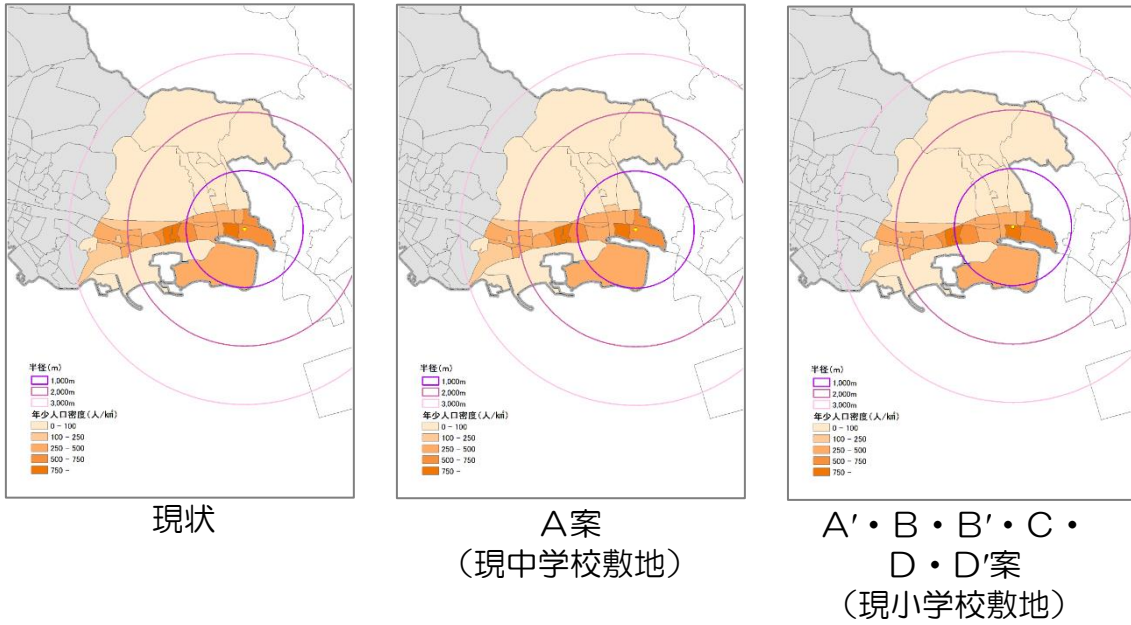 半径(m)
1,000m
2,000m
3,000m
年少人口密度(人/k㎡)
0 - 100
100 - 250
250 - 500
500 - 750
750 -
現状
半径(m)
1,000m
2,000m
3,000m
年少人口密度(人/k㎡)
0 - 100
100 - 250
250 - 500
500 - 750
750 -
A案
(現中学校敷地)
半径(m)
1,000m
2,000m
3,000m
年少人口密度(人/k㎡)
0 - 100
100 - 250
250 - 500
500 - 750
750 -
A′・B・B′・C・
D・D′案
(現小学校敷地)